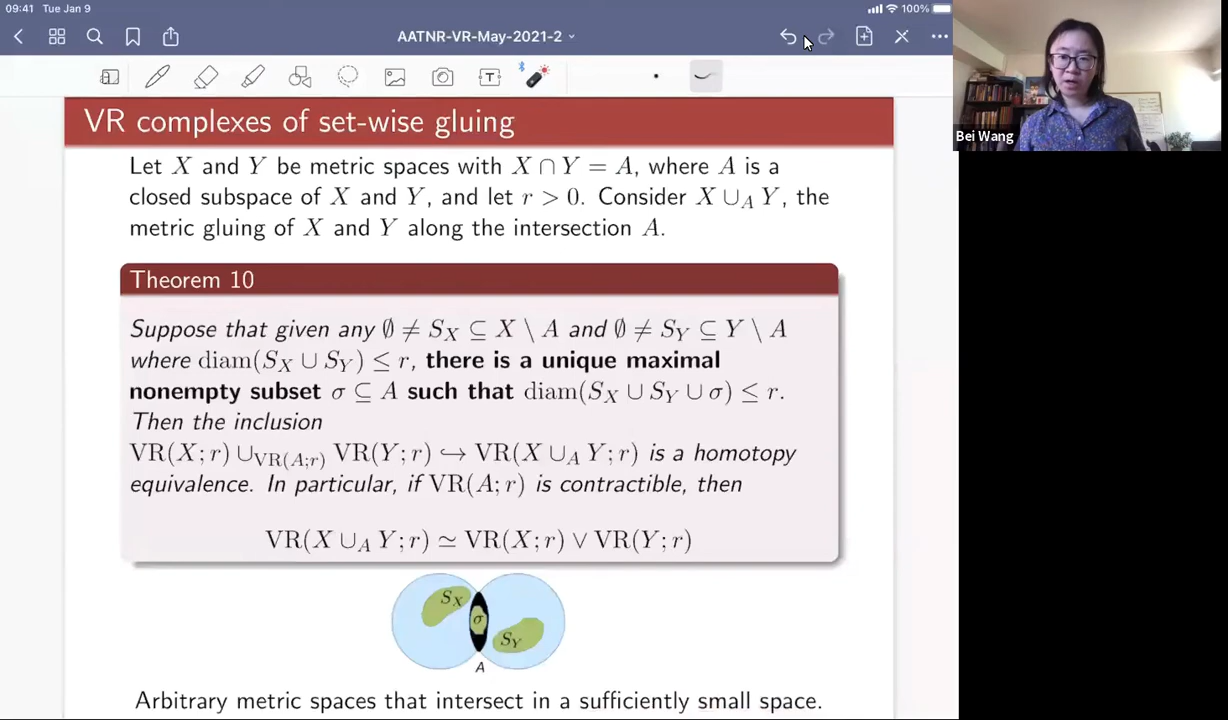 09:41 Tue Jan 9
100%
AATNR-VR-May-2021-2
T
Bei Wang
VR complexes of set-wise gluing
Let X and Y be metric spaces with X ∩ Y = A, where A is a
closed subspace of X and Y, and let r > 0. Consider X ∪_A Y, the
metric gluing of X and Y along the intersection A.
Theorem 10
Suppose that given any ∅ ≠ S_X ⊆ X \ A and ∅ ≠ S_Y ⊆ Y \ A
where diam(S_X ∪ S_Y) ≤ r, there is a unique maximal
nonempty subset σ ⊆ A such that diam(S_X ∪ S_Y ∪ σ) ≤ r.
Then the inclusion
VR(X; r) ∪_{VR(A;r)} VR(Y; r) ↪ VR(X ∪_A Y; r) is a homotopy
equivalence. In particular, if VR(A; r) is contractible, then
VR(X ∪_A Y; r) ≃ VR(X; r) ∨ VR(Y; r)
S_X
σ
S_Y
A
Arbitrary metric spaces that intersect in a sufficiently small space.